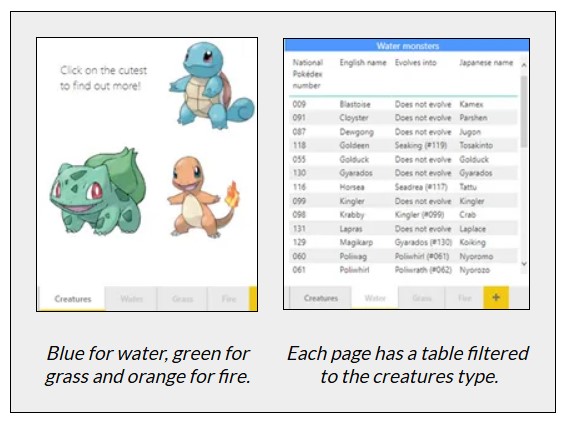 Click on the cutest
to find out more!
Creatures Water Grass Fire
Blue for water, green for
grass and orange for fire.
Water monsters
National Pokédex number English name Evolves into Japanese name
009 Blastoise Does not evolve Kamex
091 Cloyster Does not evolve Parshen
087 Dewgong Does not evolve Jugon
118 Goldeen Seaking (#119) Tosakinto
055 Golduck Does not evolve Golduck
130 Gyarados Does not evolve Gyarados
116 Horsea Seadrea (#117) Tattu
099 Kingler Does not evolve Kingler
098 Krabby Kingler (#099) Crab
131 Lapras Does not evolve Laplace
129 Magikarp Gyarados (#130) Koiking
060 Poliwag Poliwhirl (#061) Nyoromo
061 Poliwhirl Poliwrath (#062) Nyorozo
Creatures Water Grass Fire +
Each page has a table filtered
to the creatures type.